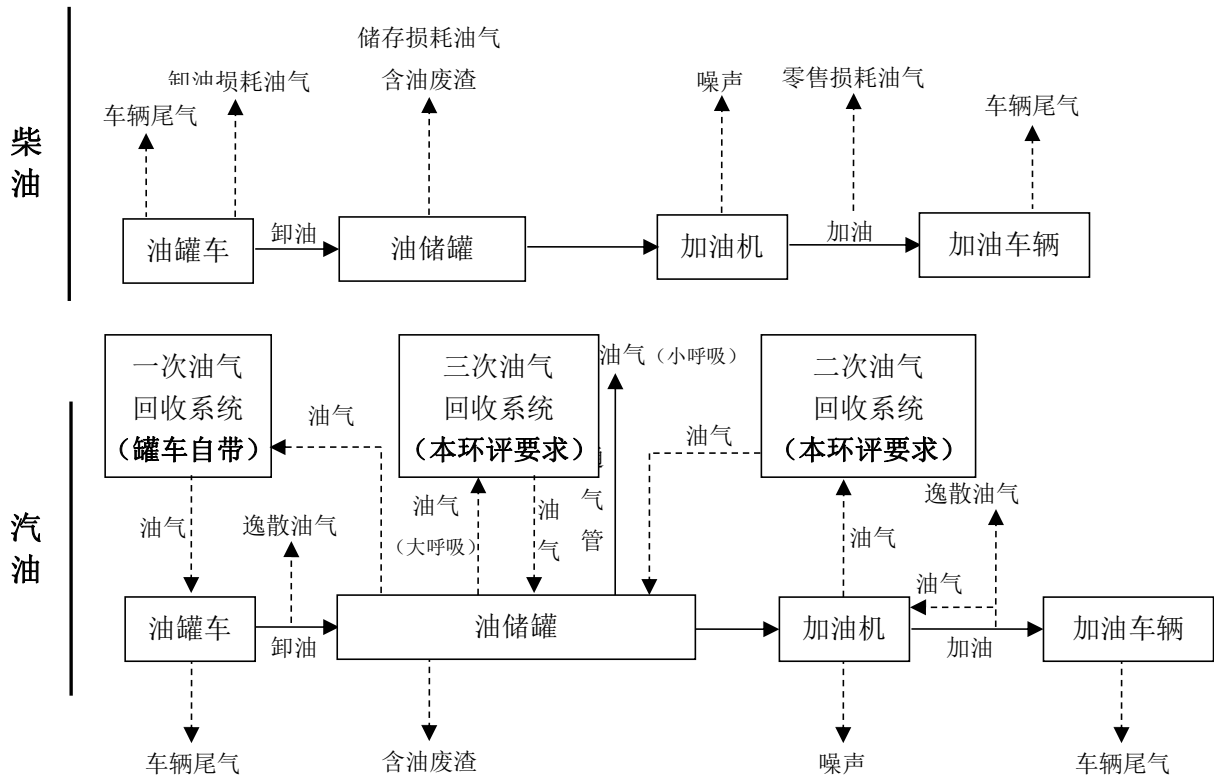 柴油
储存损耗油气
含油废渣
卸油损耗油气
车辆尾气
噪声
零售损耗油气
车辆尾气
油罐车
卸油
油储罐
加油机
加油
加油车辆
汽油
一次油气
回收系统
（罐车自带）
油气
三次油气
回收系统
（本环评要求）
油气（小呼吸）
通气管
油气
二次油气
回收系统
（本环评要求）
油气
逸散油气
油气
（大呼吸）
油气
油气
逸散油气
油气
油罐车
卸油
油储罐
加油机
加油
加油车辆
车辆尾气
含油废渣
噪声
车辆尾气